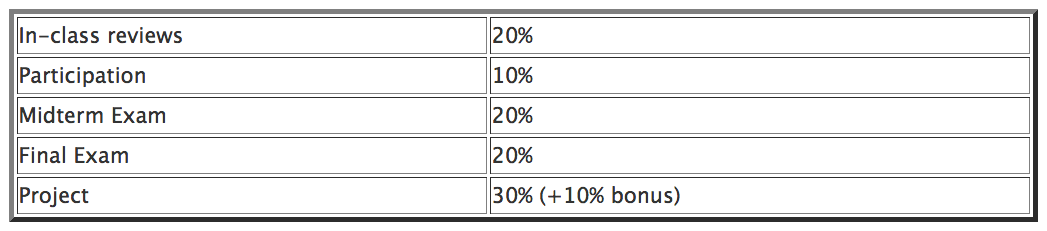 In-class reviews 20%
Participation 10%
Midterm Exam 20%
Final Exam 20%
Project 30% (+10% bonus)